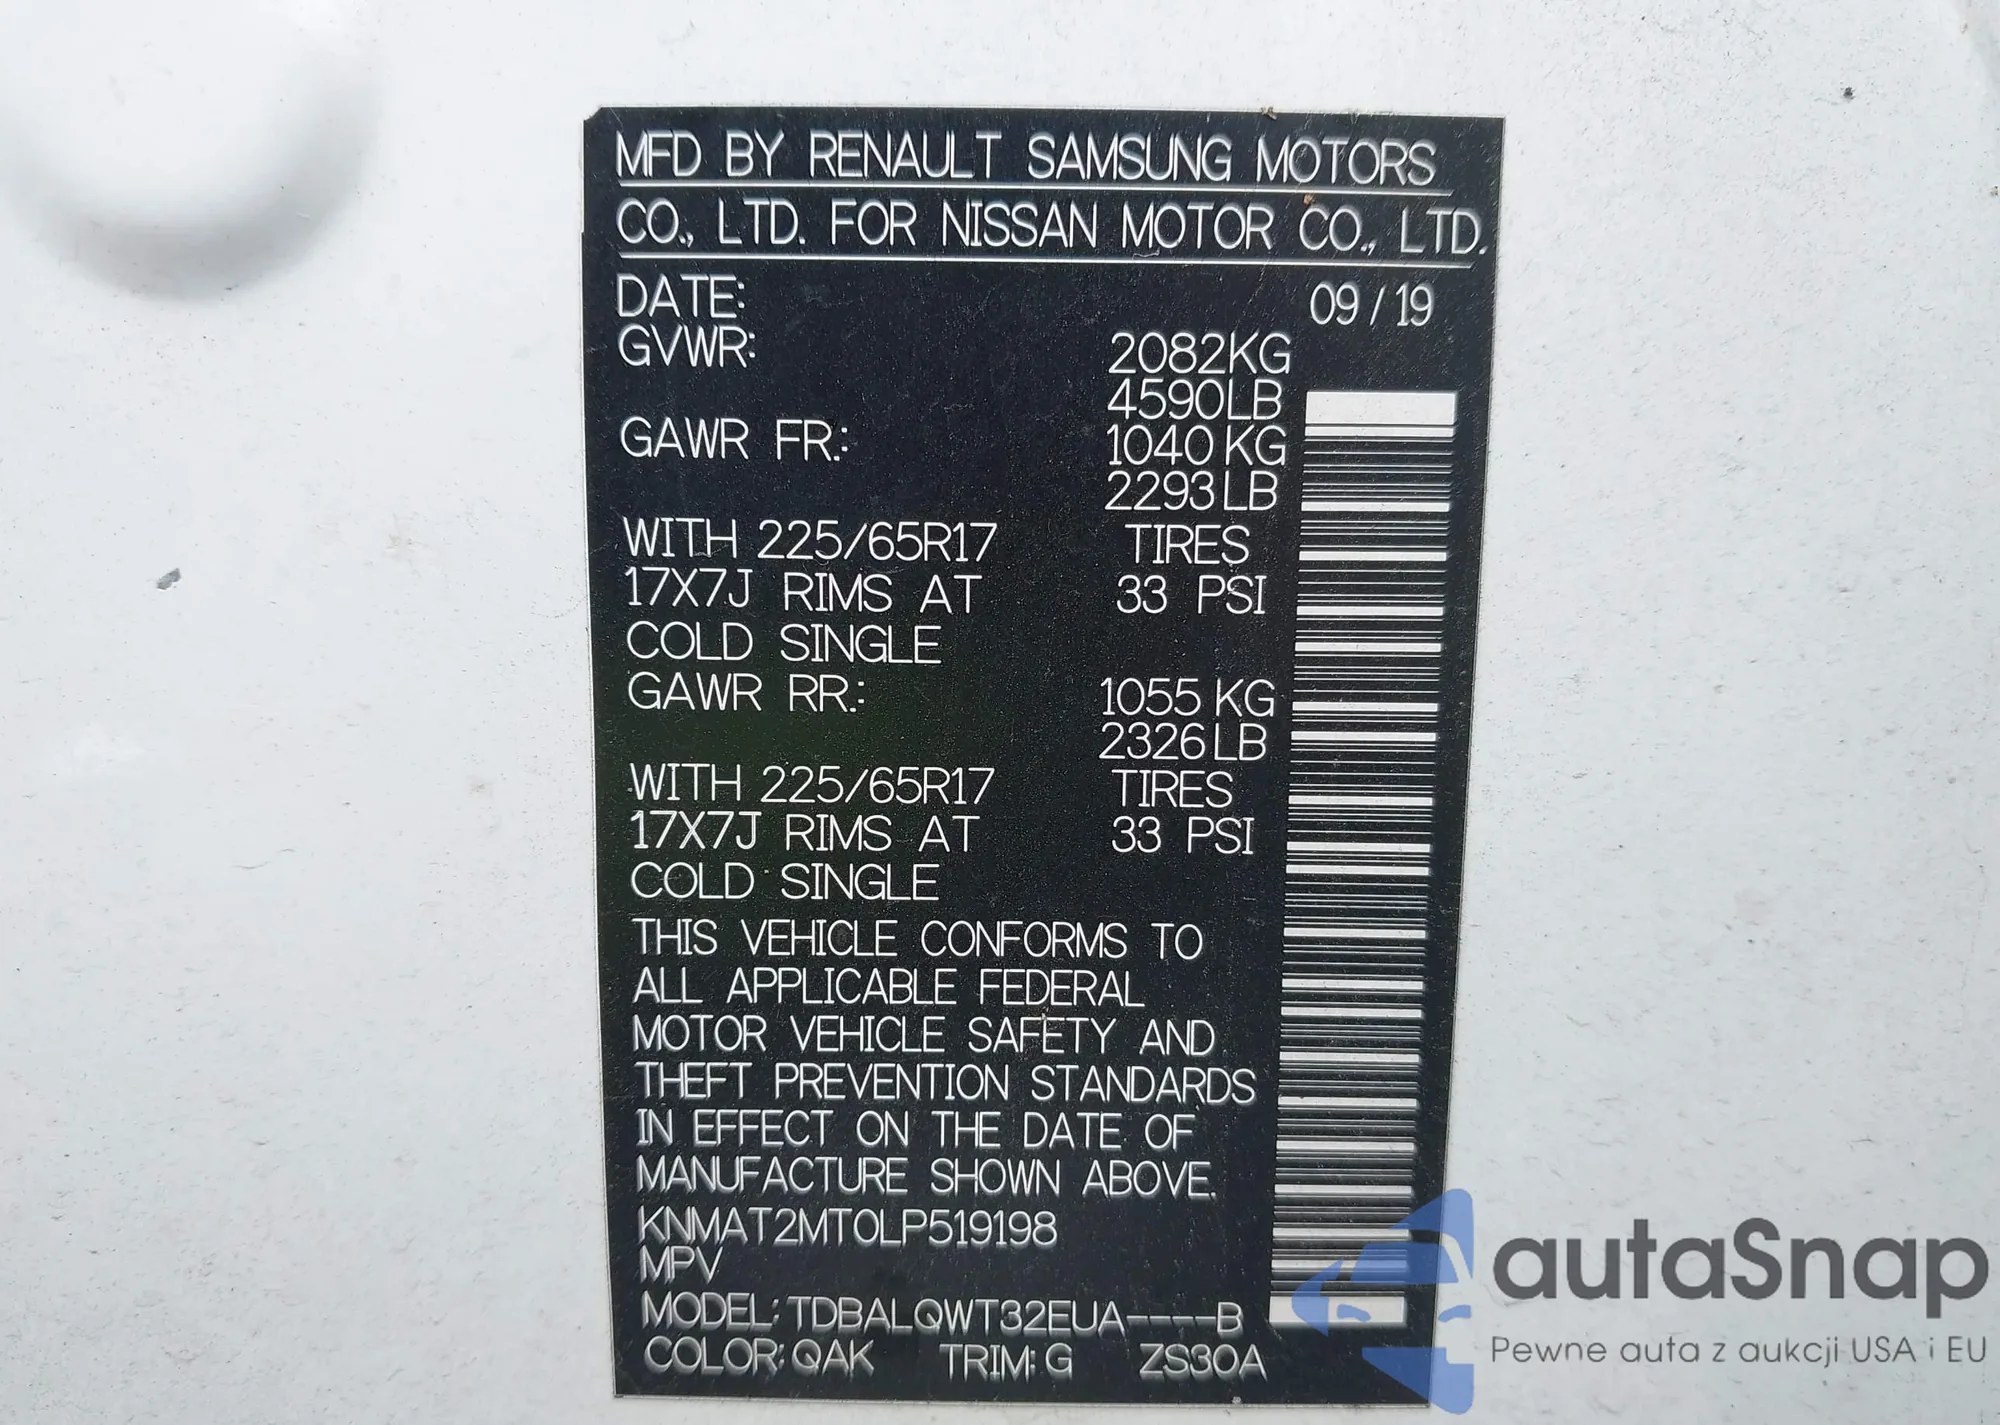 MFD BY RENAULT SAMSUNG MOTORS
CO., LTD. FOR NISSAN MOTOR CO., LTD.
DATE: 09 / 19
GVWR: 2082KG
4590LB
GAWR FR.: 1040 KG
2293 LB
WITH 225/65R17 TIRES
17X7J RIMS AT 33 PSI
COLD SINGLE
GAWR RR.: 1055 KG
2326 LB
WITH 225/65R17 TIRES
17X7J RIMS AT 33 PSI
COLD SINGLE
THIS VEHICLE CONFORMS TO
ALL APPLICABLE FEDERAL
MOTOR VEHICLE SAFETY AND
THEFT PREVENTION STANDARDS
IN EFFECT ON THE DATE OF
MANUFACTURE SHOWN ABOVE.
KNMAT2MT0LP519198
MPV
MODEL: TDBALQWT32EUA----B
COLOR: QAK TRIM: G ZS30A
autaSnap
Pewne auta z aukcji USA i EU